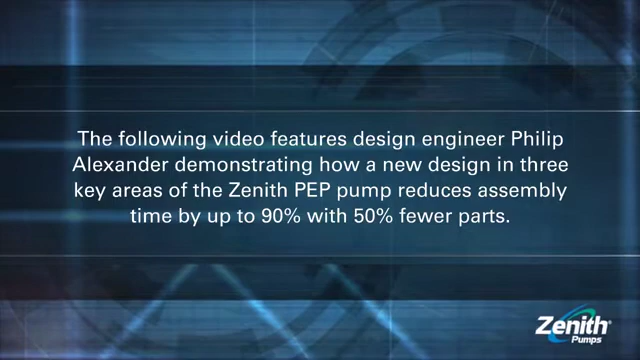 The following video features design engineer Philip
Alexander demonstrating how a new design in three
key areas of the Zenith PEP pump reduces assembly
time by up to 90% with 50% fewer parts.
Zenith®
Pumps